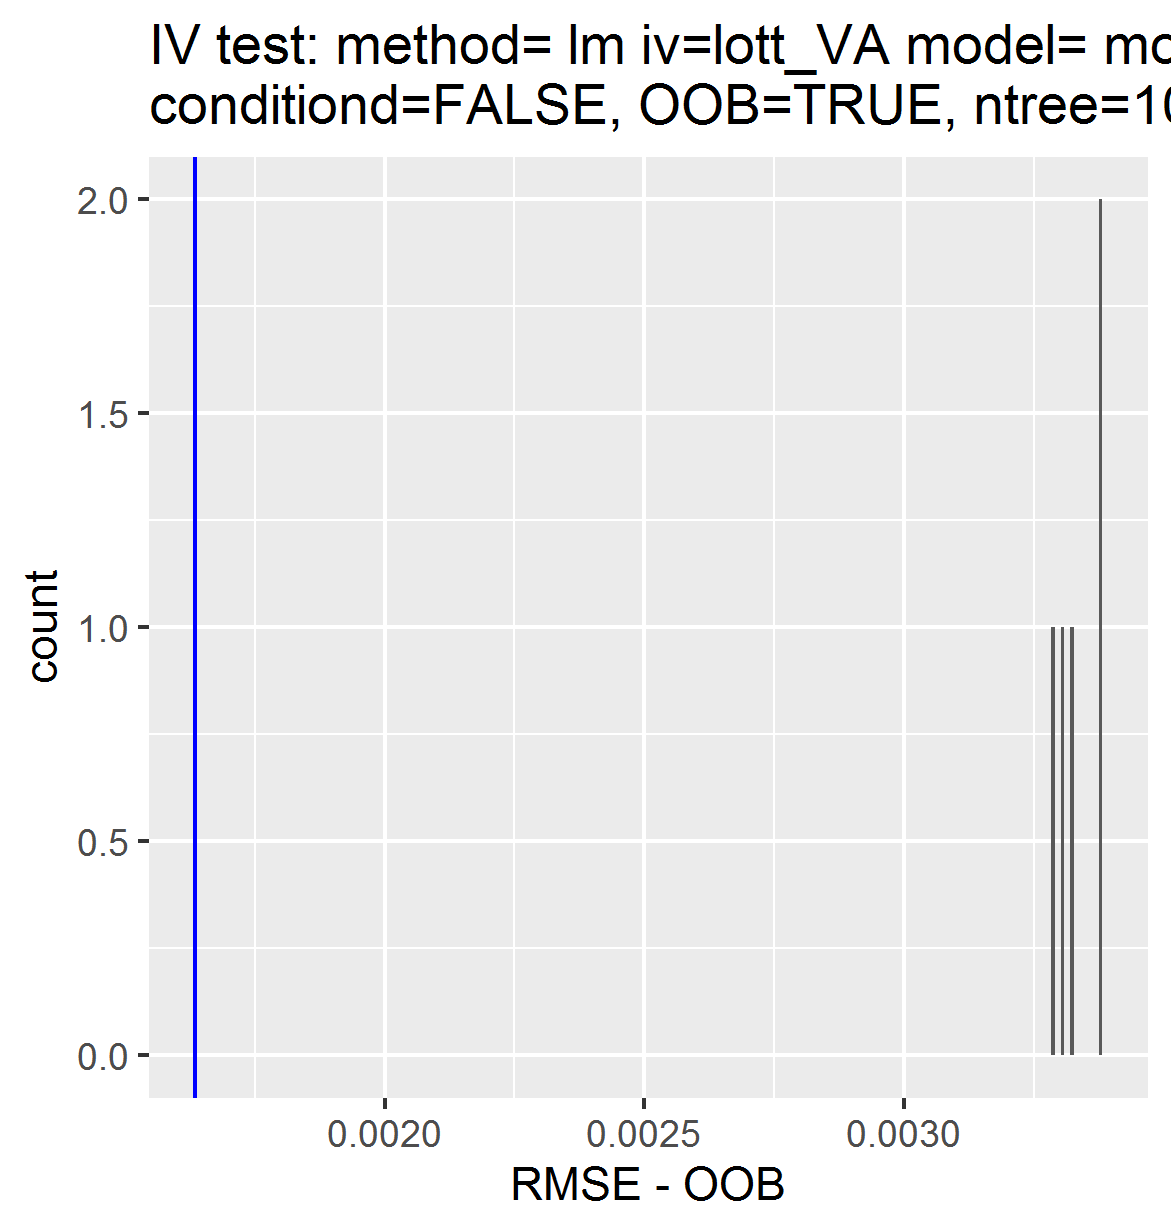 IV test: method= lm iv=lott_VA model=
conditiond=FALSE, OOB=TRUE,
2.0
1.5
1.0
0.5
0.0
count
0.0020
0.0025
0.0030
RMSE - OOB